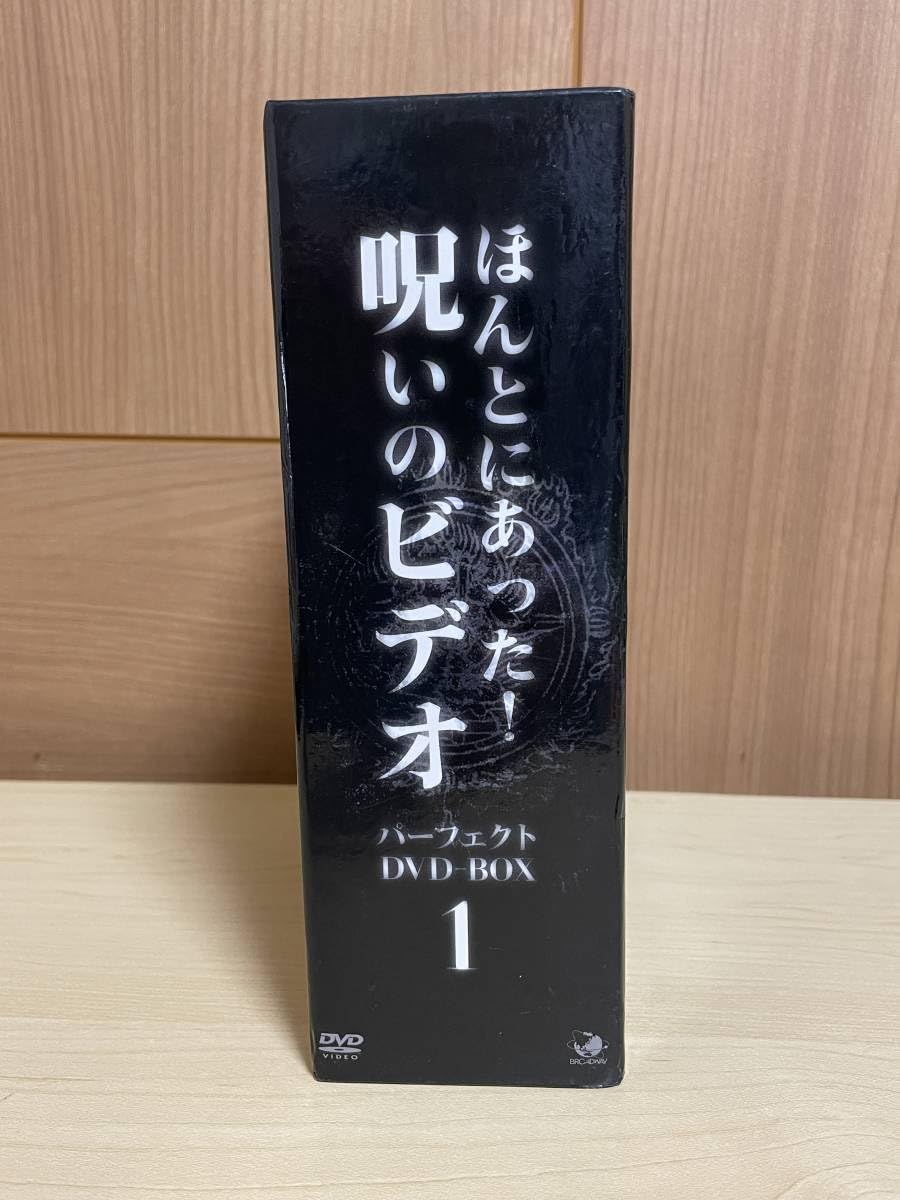 ほんとにあった!
呪いのビデオ
パーフェクト
DVD-BOX
1
DVD
VIDEO
BROADWAY